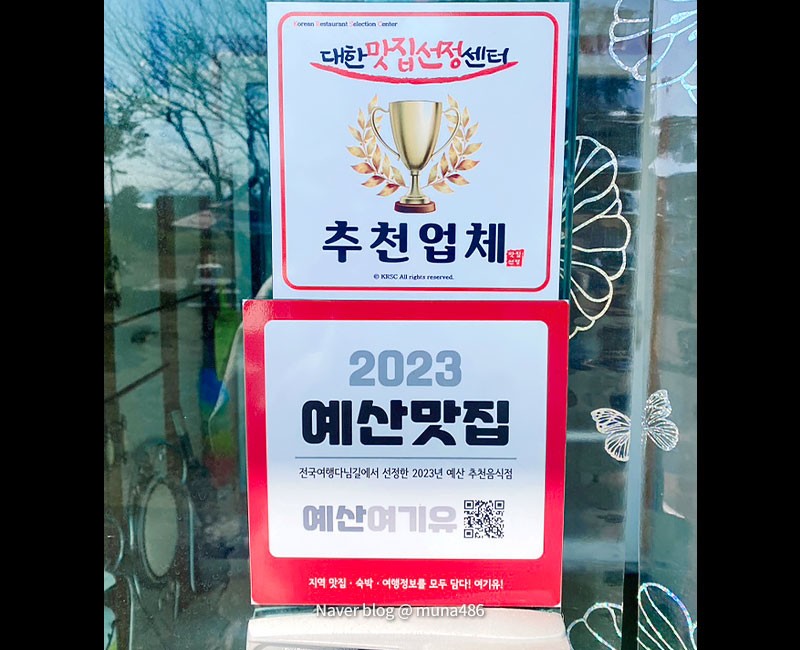 Korean Restaurant Selection Center
대한맛집선정센터
추천업체
맛집
선정
© KRSC All rights reserved.
2023
예산맛집
전국여행다님길에서 선정한 2023년 예산 추천음식점
예산여기유
지역 맛집 · 숙박 · 여행정보를 모두 담다! 여기유!
Naver blog @ muna486